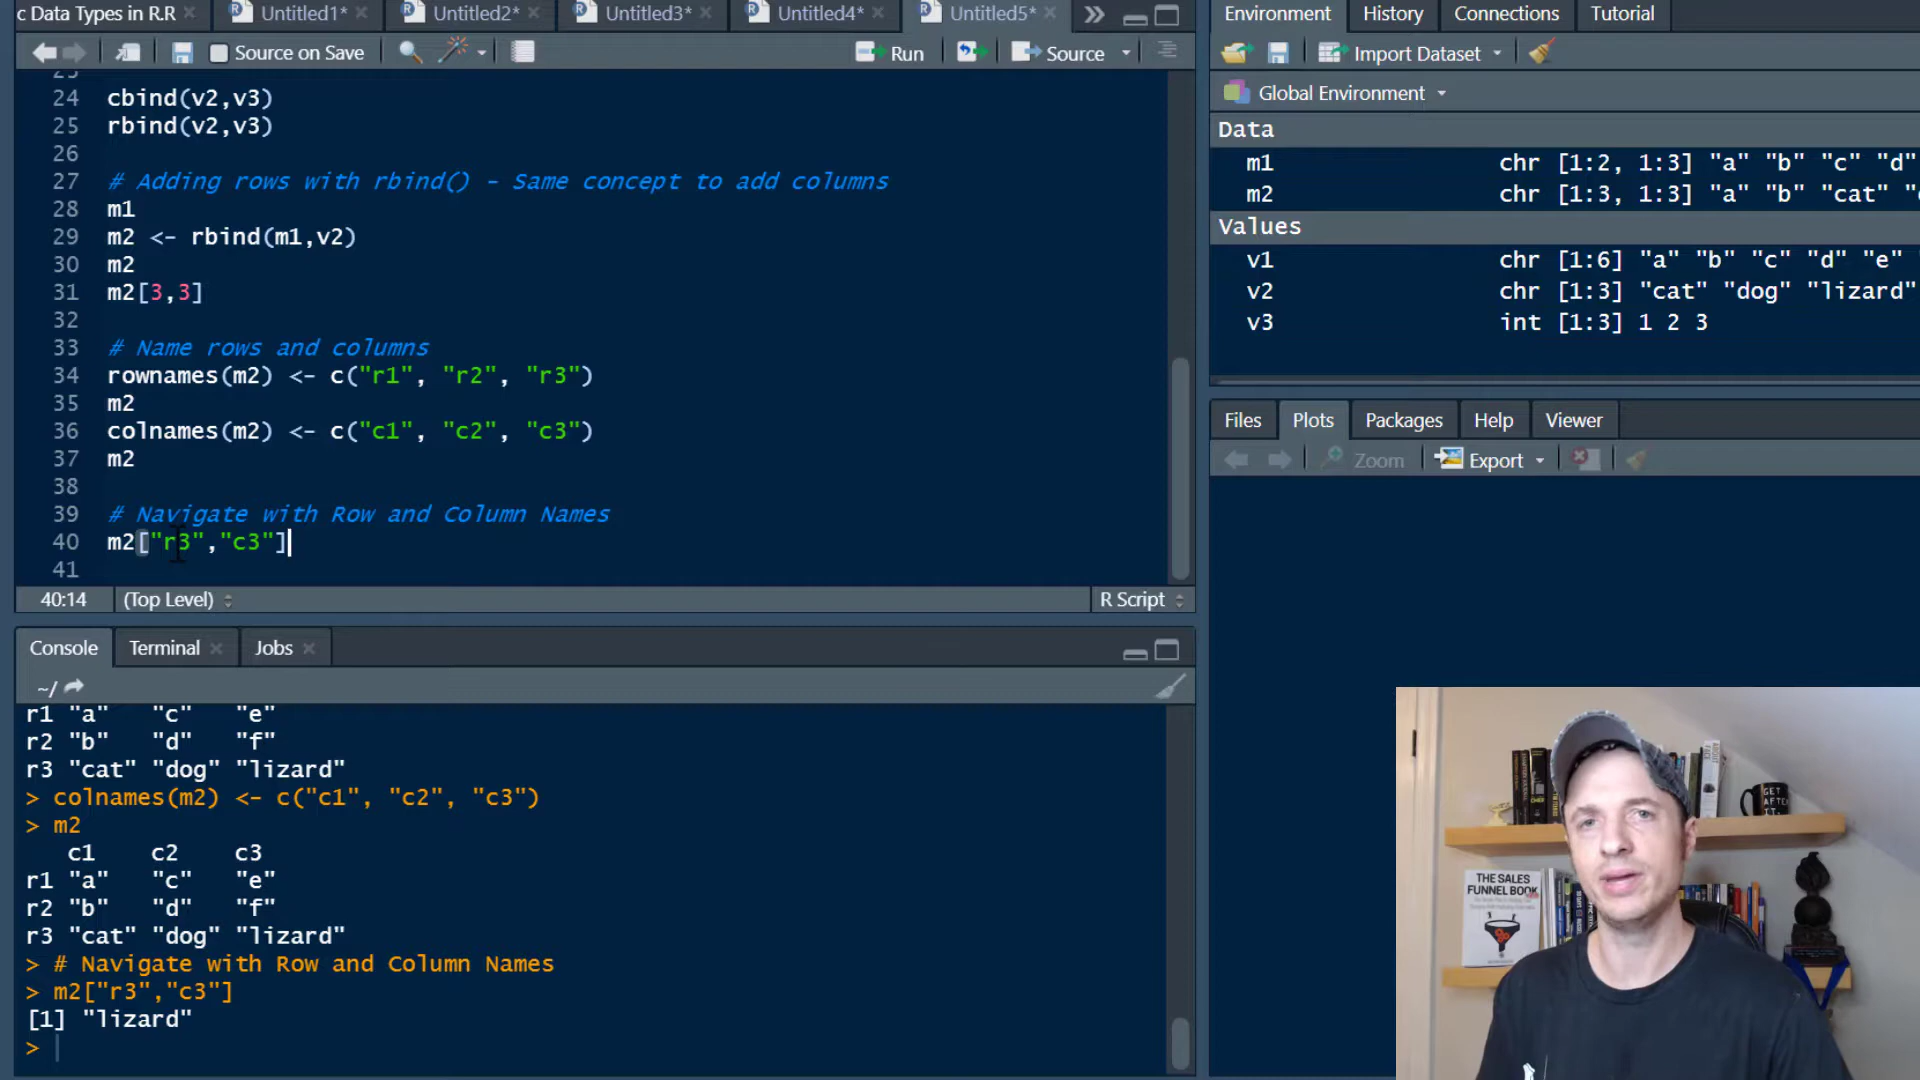 c Data Types in R.R
Untitled1*
Untitled2*
Untitled3*
Untitled4*
Untitled5*
Source on Save
Run
Source
23
24 cbind(v2,v3)
25 rbind(v2,v3)
26
27 # Adding rows with rbind() - Same concept to add columns
28 m1
29 m2 <- rbind(m1,v2)
30 m2
31 m2[3,3]
32
33 # Name rows and columns
34 rownames(m2) <- c("r1", "r2", "r3")
35 m2
36 colnames(m2) <- c("c1", "c2", "c3")
37 m2
38
39 # Navigate with Row and Column Names
40 m2["r3","c3"]
41
40:14 (Top Level) R Script
Console Terminal Jobs
~/
r1 "a" "c" "e"
r2 "b" "d" "f"
r3 "cat" "dog" "lizard"
> colnames(m2) <- c("c1", "c2", "c3")
> m2
c1 c2 c3
r1 "a" "c" "e"
r2 "b" "d" "f"
r3 "cat" "dog" "lizard"
> # Navigate with Row and Column Names
> m2["r3","c3"]
[1] "lizard"
>
Environment History Connections Tutorial
Import Dataset
Global Environment
Data
m1 chr [1:2, 1:3] "a" "b" "c" "d"
m2 chr [1:3, 1:3] "a" "b" "cat"
Values
v1 chr [1:6] "a" "b" "c" "d" "e"
v2 chr [1:3] "cat" "dog" "lizard"
v3 int [1:3] 1 2 3
Files Plots Packages Help Viewer
Zoom Export
GET
AFTER
IT.
THE SALES
FUNNEL BOOK